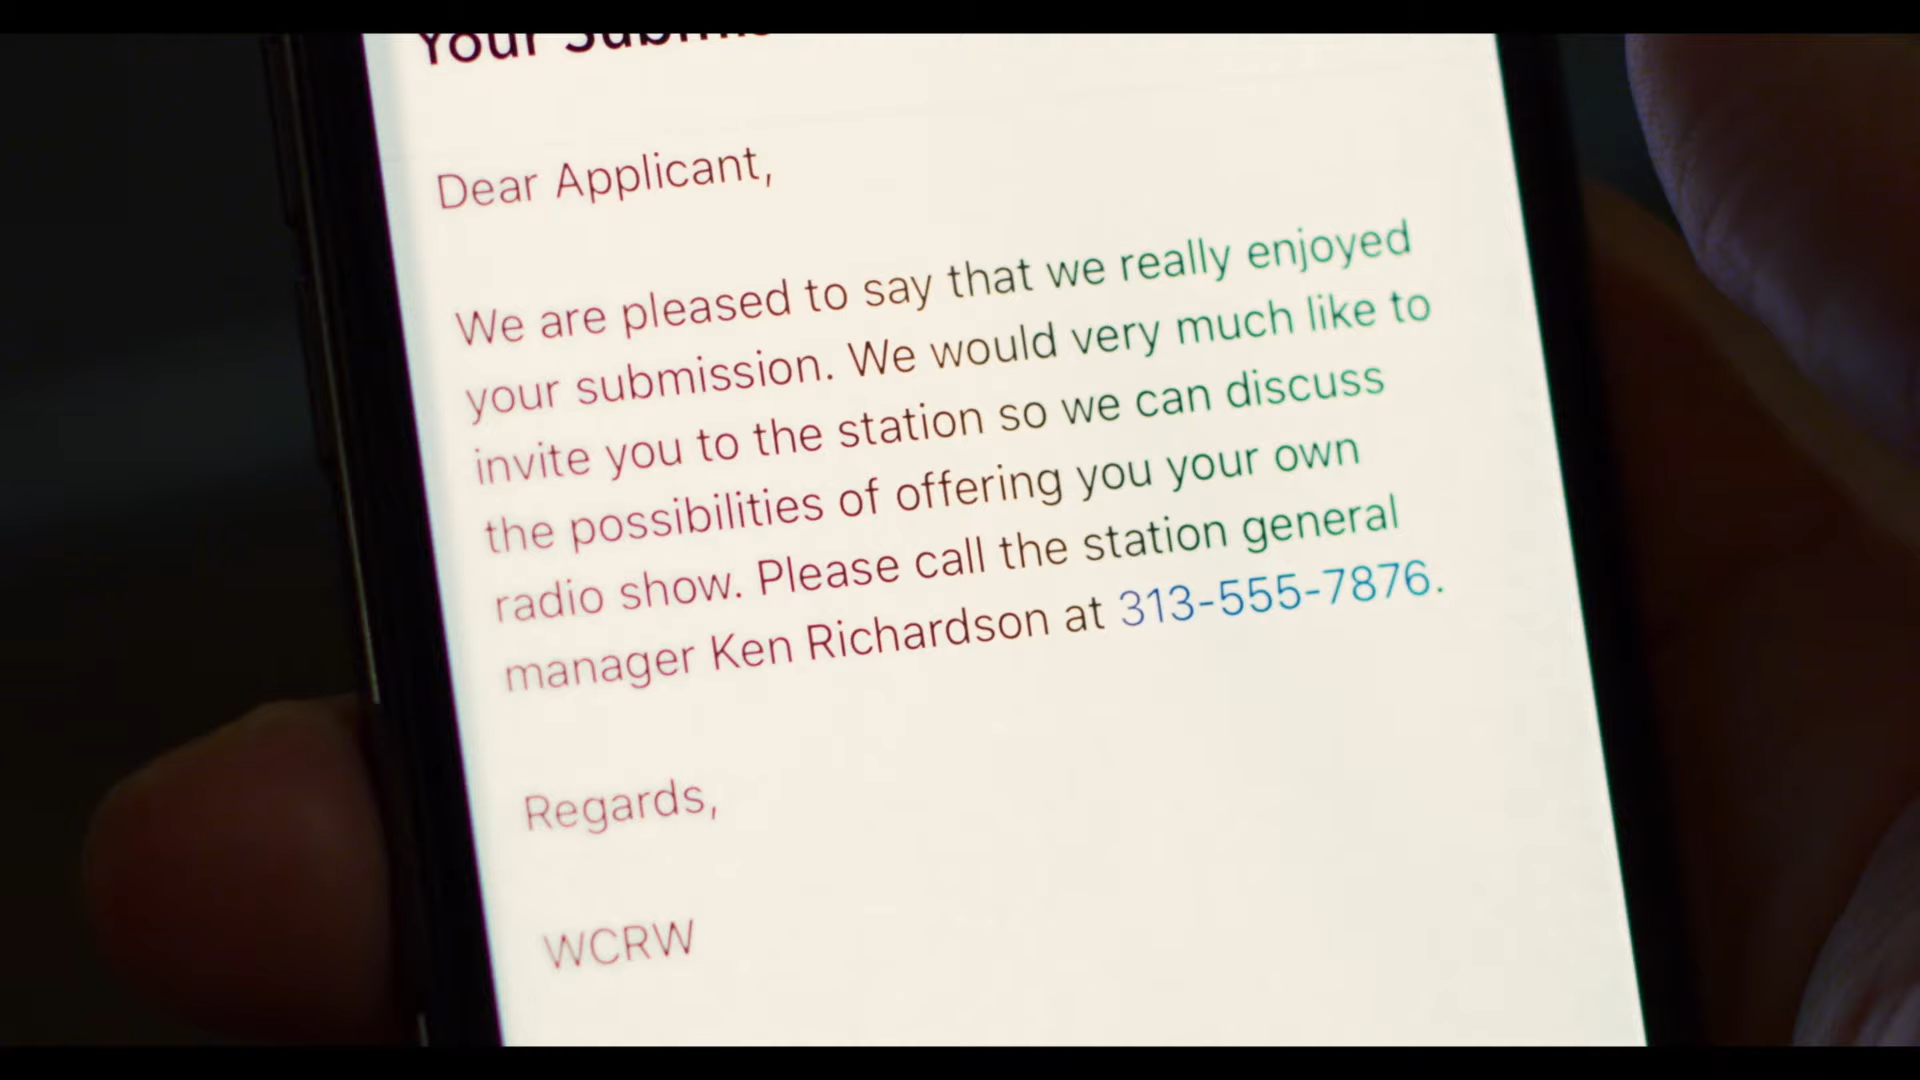 Your
Dear Applicant,
We are pleased to say that we really enjoyed
your submission. We would very much like to
invite you to the station so we can discuss
the possibilities of offering you your own
radio show. Please call the station general
manager Ken Richardson at 313-555-7876.
Regards,
WCRW